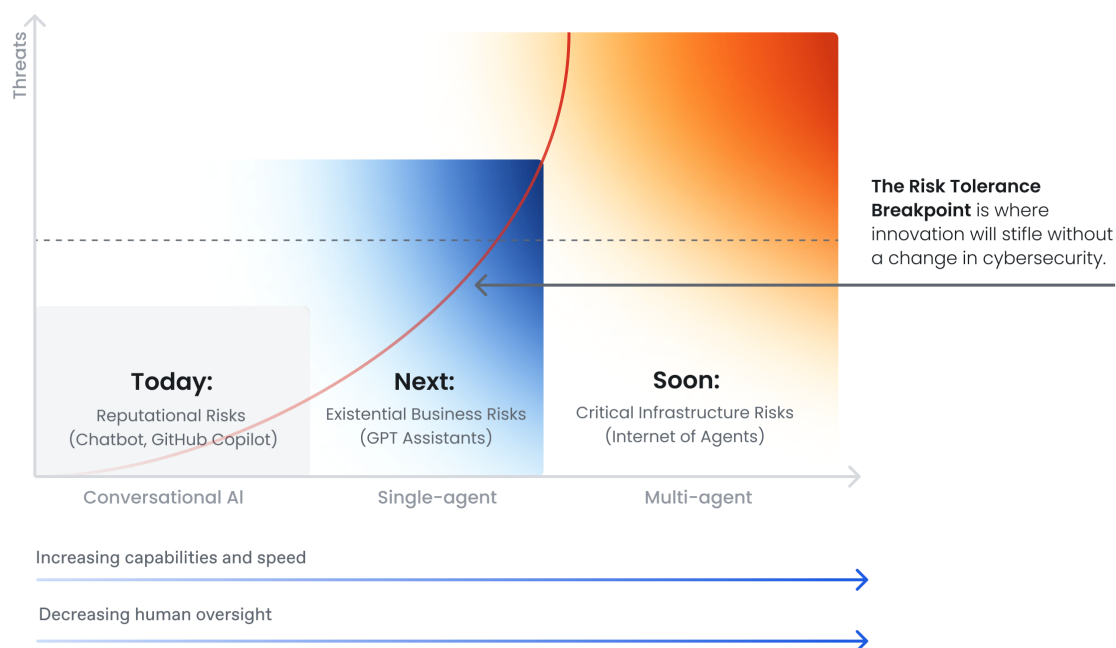 Threats
The Risk Tolerance
Breakpoint is where
innovation will stifle without
a change in cybersecurity.
Today:
Reputational Risks
(Chatbot, GitHub Copilot)
Next:
Existential Business Risks
(GPT Assistants)
Soon:
Critical Infrastructure Risks
(Internet of Agents)
Conversational AI
Single-agent
Multi-agent
Increasing capabilities and speed
Decreasing human oversight